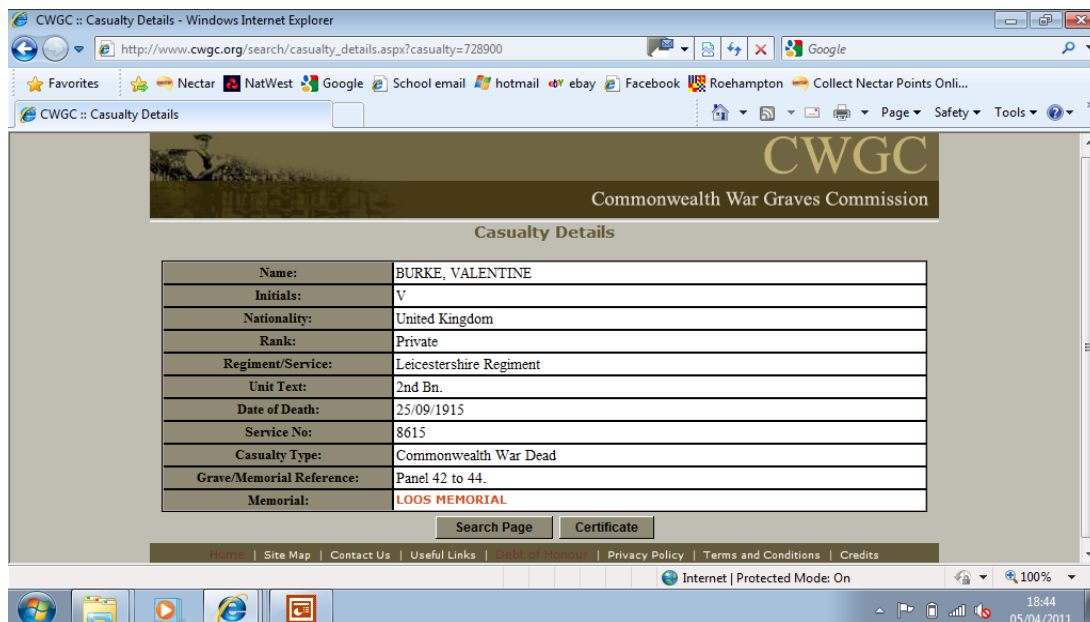 CWGC :: Casualty Details - Windows Internet Explorer
http://www.cwgc.org/search/casualty_details.aspx?casualty=728900
Google
Favorites Nectar NatWest Google School email hotmail ebay Facebook Roehampton Collect Nectar Points Onli...
CWGC :: Casualty Details Page Safety Tools
CWGC
Commonwealth War Graves Commission
Casualty Details
Name: BURKE, VALENTINE
Initials: V
Nationality: United Kingdom
Rank: Private
Regiment/Service: Leicestershire Regiment
Unit Text: 2nd Bn.
Date of Death: 25/09/1915
Service No: 8615
Casualty Type: Commonwealth War Dead
Grave/Memorial Reference: Panel 42 to 44.
Memorial: LOOS MEMORIAL
Search Page Certificate
Home | Site Map | Contact Us | Useful Links | Debt of Honour | Privacy Policy | Terms and Conditions | Credits
Internet | Protected Mode: On 100%
18:44
05/04/2011